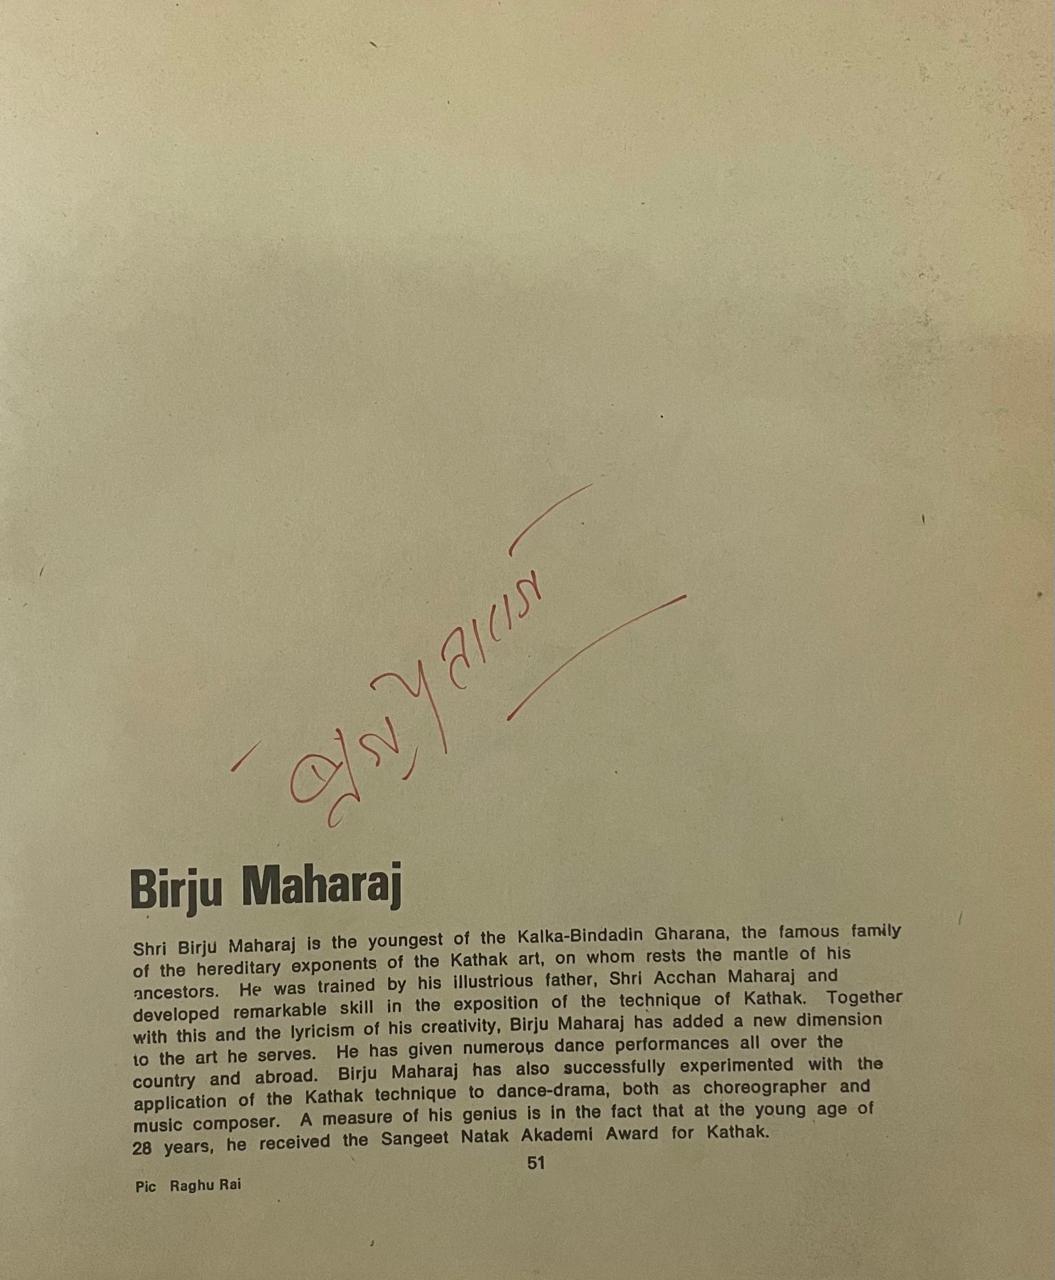 Birju Maharaj
Shri Birju Maharaj is the youngest of the Kalka-Bindadin Gharana, the famous family
of the hereditary exponents of the Kathak art, on whom rests the mantle of his
ancestors. He was trained by his illustrious father, Shri Acchan Maharaj and
developed remarkable skill in the exposition of the technique of Kathak. Together
with this and the lyricism of his creativity, Birju Maharaj has added a new dimension
to the art he serves. He has given numerous dance performances all over the
country and abroad. Birju Maharaj has also successfully experimented with the
application of the Kathak technique to dance-drama, both as choreographer and
music composer. A measure of his genius is in the fact that at the young age of
28 years, he received the Sangeet Natak Akademi Award for Kathak.
51
Pic Raghu Rai